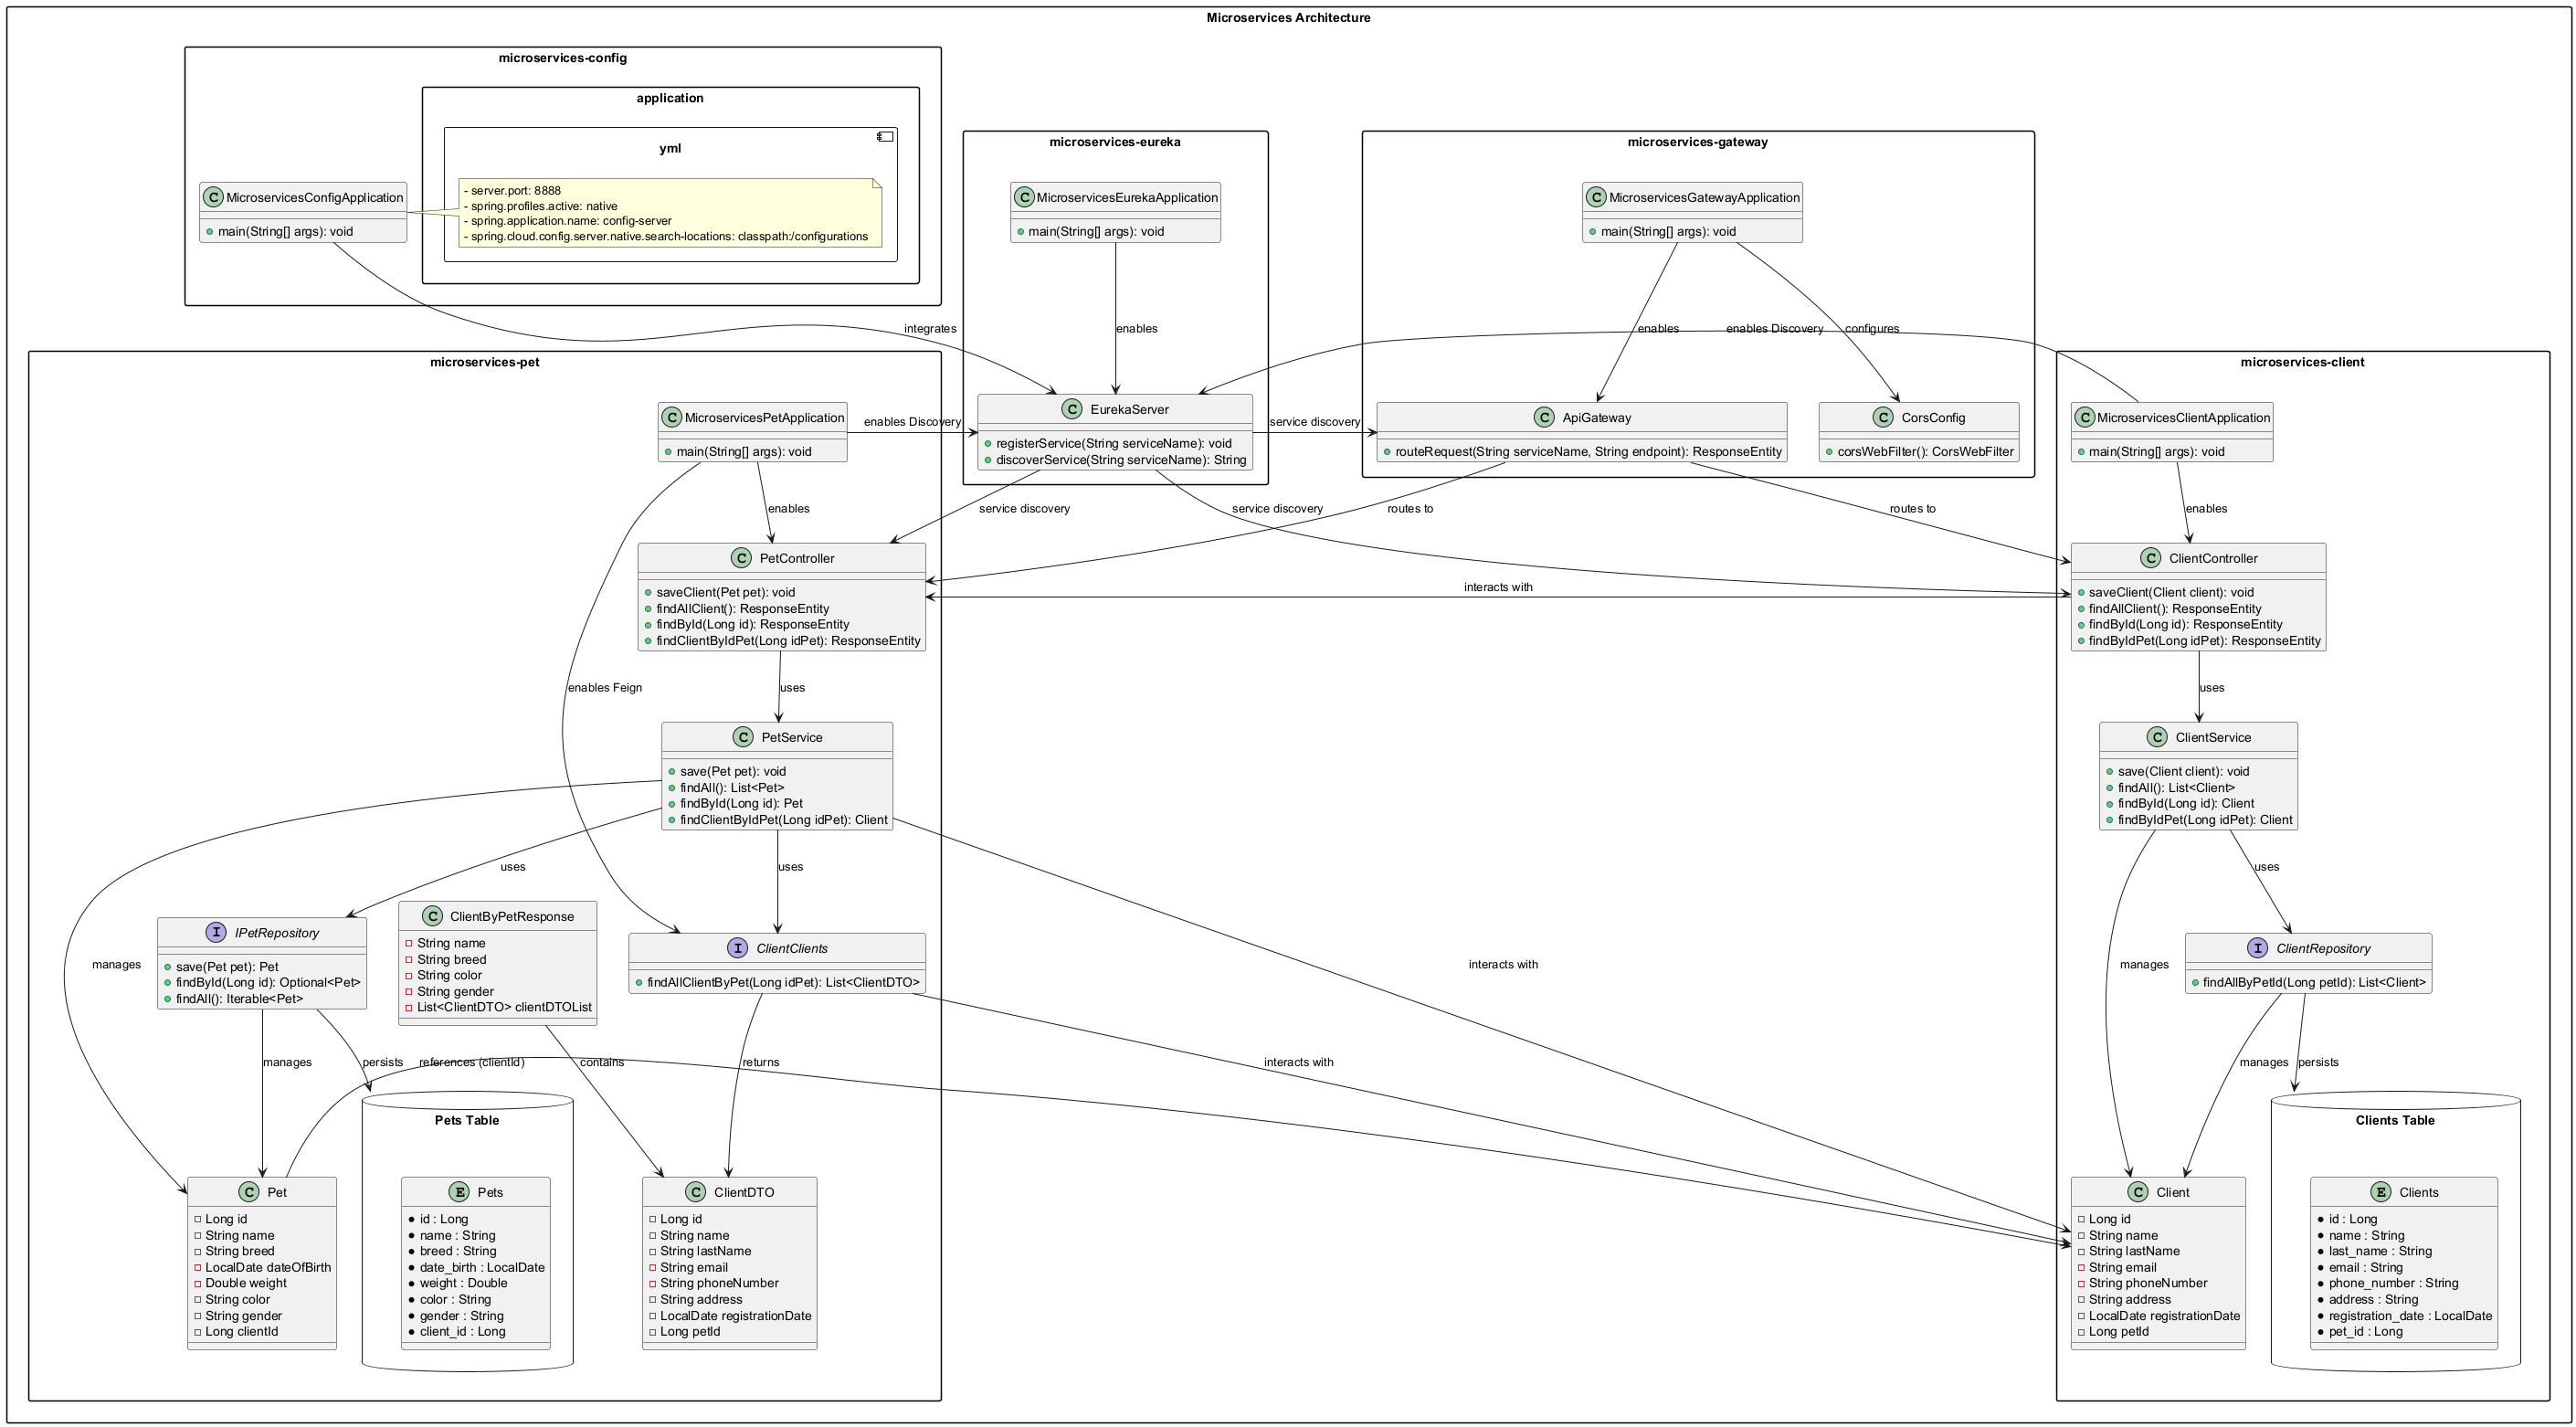 Microservices Architecture
microservices-config
application
yml
- server.port: 8888
- spring.profiles.active: native
- spring.application.name: config-server
- spring.cloud.config.server.native.search-locations: classpath:/configurations
C MicroservicesConfigApplication
main(String[] args): void
microservices-eureka
C MicroservicesEurekaApplication
main(String[] args): void
microservices-gateway
C MicroservicesGatewayApplication
main(String[] args): void
integrates
enables
enables
enables Discovery
configures
microservices-pet
microservices-client
C MicroservicesPetApplication
main(String[] args): void
enables Discovery
C EurekaServer
registerService(String serviceName): void
discoverService(String serviceName): String
service discovery
C ApiGateway
routeRequest(String serviceName, String endpoint): ResponseEntity
C CorsConfig
corsWebFilter(): CorsWebFilter
C MicroservicesClientApplication
main(String[] args): void
enables
service discovery
service discovery
routes to
routes to
enables
C PetController
saveClient(Pet pet): void
findAllClient(): ResponseEntity
findById(Long id): ResponseEntity
findClientByIdPet(Long idPet): ResponseEntity
interacts with
C ClientController
saveClient(Client client): void
findAllClient(): ResponseEntity
findById(Long id): ResponseEntity
findByIdPet(Long idPet): ResponseEntity
enables Feign
uses
uses
C PetService
save(Pet pet): void
findAll(): List<Pet>
findById(Long id): Pet
findClientByIdPet(Long idPet): Client
C ClientService
save(Client client): void
findAll(): List<Client>
findById(Long id): Client
findByIdPet(Long idPet): Client
uses
uses
uses
manages
I IPetRepository
save(Pet pet): Pet
findById(Long id): Optional<Pet>
findAll(): Iterable<Pet>
C ClientByPetResponse
String name
String breed
String color
String gender
List<ClientDTO> clientDTOList
I ClientClients
findAllClientByPet(Long idPet): List<ClientDTO>
interacts with
manages
I ClientRepository
findAllByPetId(Long petId): List<Client>
manages
persists
references (clientId)
contains
returns
interacts with
manages
persists
C Pet
Long id
String name
String breed
LocalDate dateOfBirth
Double weight
String color
String gender
Long clientId
Pets Table
E Pets
id : Long
name : String
breed : String
date_birth : LocalDate
weight : Double
color : String
gender : String
client_id : Long
C ClientDTO
Long id
String name
String lastName
String email
String phoneNumber
String address
LocalDate registrationDate
Long petId
C Client
Long id
String name
String lastName
String email
String phoneNumber
String address
LocalDate registrationDate
Long petId
Clients Table
E Clients
id : Long
name : String
last_name : String
email : String
phone_number : String
address : String
registration_date : LocalDate
pet_id : Long